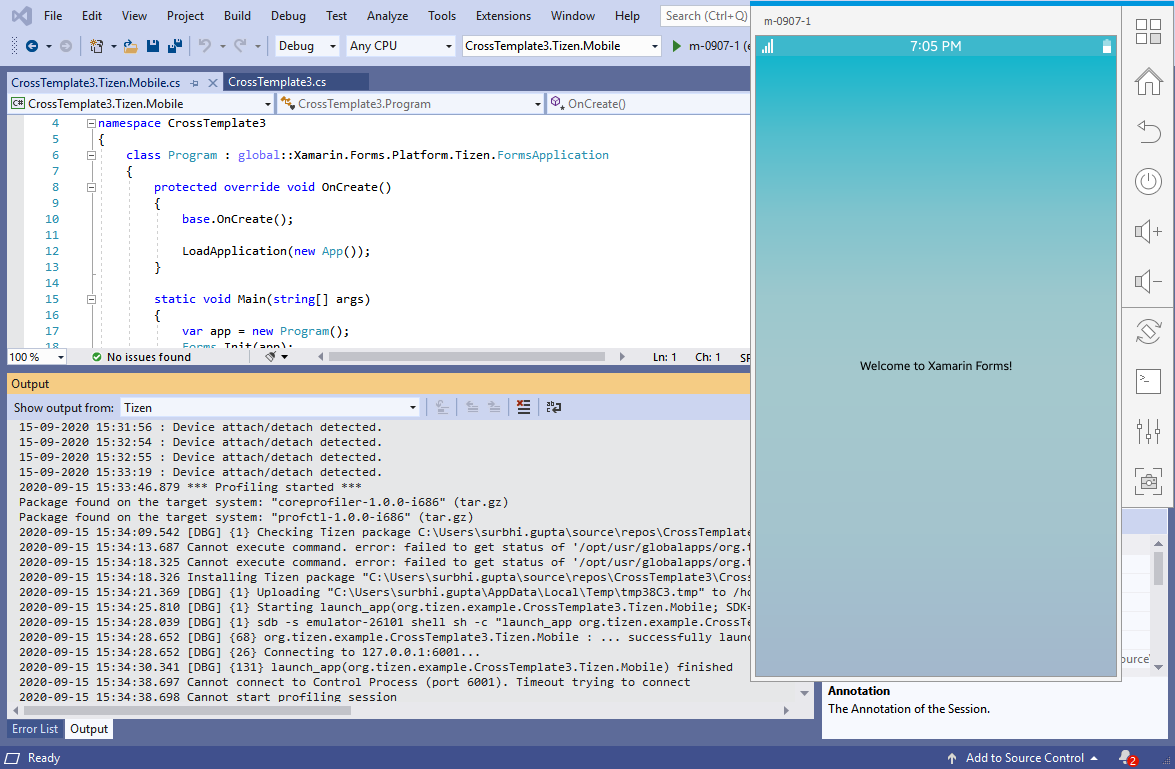 File Edit View Project Build Debug Test Analyze Tools Extensions Window Help Search (Ctrl+Q)
Debug Any CPU CrossTemplate3.Tizen.Mobile m-0907-1 (e
CrossTemplate3.Tizen.Mobile.cs CrossTemplate3.cs
C# CrossTemplate3.Tizen.Mobile CrossTemplate3.Program OnCreate()
4 namespace CrossTemplate3
5 {
6 class Program : global::Xamarin.Forms.Platform.Tizen.FormsApplication
7 {
8 protected override void OnCreate()
9 {
10 base.OnCreate();
11
12 LoadApplication(new App());
13 }
14
15 static void Main(string[] args)
16 {
17 var app = new Program();
18 Forms.Init(app);
100 % No issues found Ln: 1 Ch: 1 SP
Output
Show output from: Tizen
15-09-2020 15:31:56 : Device attach/detach detected.
15-09-2020 15:32:54 : Device attach/detach detected.
15-09-2020 15:32:55 : Device attach/detach detected.
15-09-2020 15:33:19 : Device attach/detach detected.
2020-09-15 15:33:46.879 *** Profiling started ***
Package found on the target system: "coreprofiler-1.0.0-i686" (tar.gz)
Package found on the target system: "profctl-1.0.0-i686" (tar.gz)
2020-09-15 15:34:09.542 [DBG] {1} Checking Tizen package C:\Users\surbhi.gupta\source\repos\CrossTemplate
2020-09-15 15:34:13.687 Cannot execute command. error: failed to get status of '/opt/usr/globalapps/org.t
2020-09-15 15:34:18.325 Cannot execute command. error: failed to get status of '/opt/usr/globalapps/org.t
2020-09-15 15:34:18.326 Installing Tizen package "C:\Users\surbhi.gupta\source\repos\CrossTemplate3\Cross
2020-09-15 15:34:21.369 [DBG] {1} Uploading "C:\Users\surbhi.gupta\AppData\Local\Temp\tmp38C3.tmp" to /ho
2020-09-15 15:34:25.810 [DBG] {1} Starting launch_app(org.tizen.example.CrossTemplate3.Tizen.Mobile; SDK=
2020-09-15 15:34:28.039 [DBG] {1} sdb -s emulator-26101 shell sh -c "launch_app org.tizen.example.CrossTe
2020-09-15 15:34:28.652 [DBG] {68} org.tizen.example.CrossTemplate3.Tizen.Mobile : ... successfully launc
2020-09-15 15:34:28.652 [DBG] {26} Connecting to 127.0.0.1:6001...
2020-09-15 15:34:30.341 [DBG] {131} launch_app(org.tizen.example.CrossTemplate3.Tizen.Mobile) finished
2020-09-15 15:34:38.697 Cannot connect to Control Process (port 6001). Timeout trying to connect
2020-09-15 15:34:38.698 Cannot start profiling session
Error List Output
m-0907-1
7:05 PM
Welcome to Xamarin Forms!
ource\
Annotation
The Annotation of the Session.
Ready Add to Source Control 2